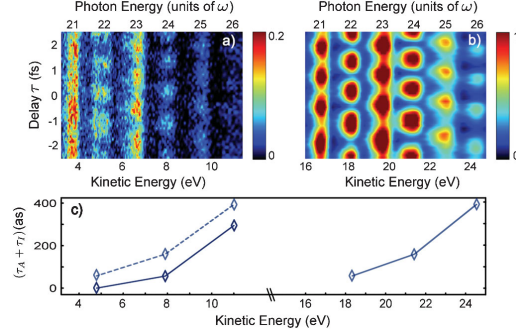 Photon Energy (units of ω)
21 22 23 24 25 26
Photon Energy (units of ω)
21 22 23 24 25 26
Delay τ (fs)
2
1
0
-1
-2
a)
0.2
0
b)
1
0
4 6 8 10
Kinetic Energy (eV)
16 18 20 22 24
Kinetic Energy (eV)
(τA + τI)(as)
400
200
0
c)
4 6 8 10 16 18 20 22 24
Kinetic Energy (eV)